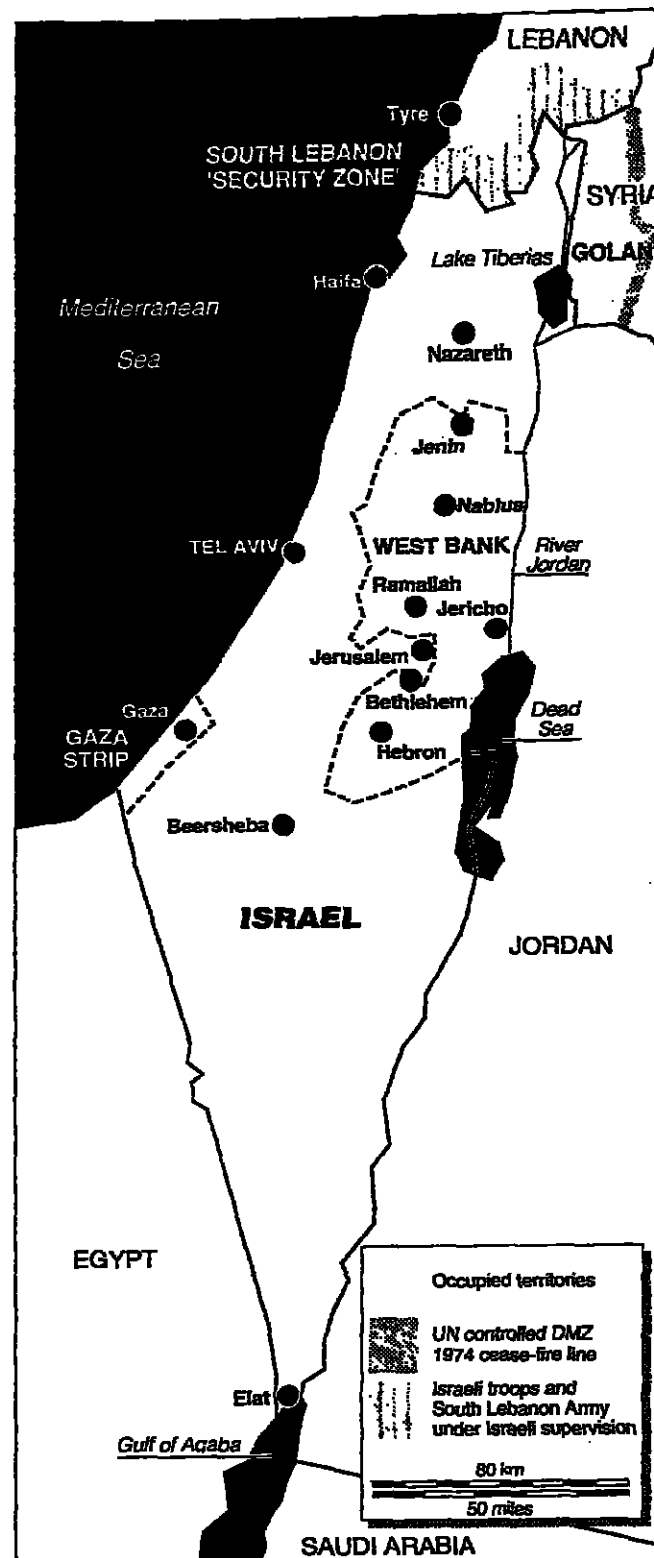 LEBANON
Tyre
SOUTH LEBANON
'SECURITY ZONE'
SYRIA
Lake Tiberias
GOLAN
Haifa
Mediterranean
Sea
Nazareth
Jenin
Nablus
TEL AVIV
WEST BANK
River
Jordan
Ramallah
Jericho
Jerusalem
Bethlehem
Gaza
GAZA
STRIP
Dead
Sea
Hebron
Beersheba
ISRAEL
JORDAN
EGYPT
Occupied territories
UN controlled DMZ
1974 cease-fire line
Israeli troops and
South Lebanon Army
under Israeli supervision
80 km
50 miles
Elat
Gulf of Aqaba
SAUDI ARABIA